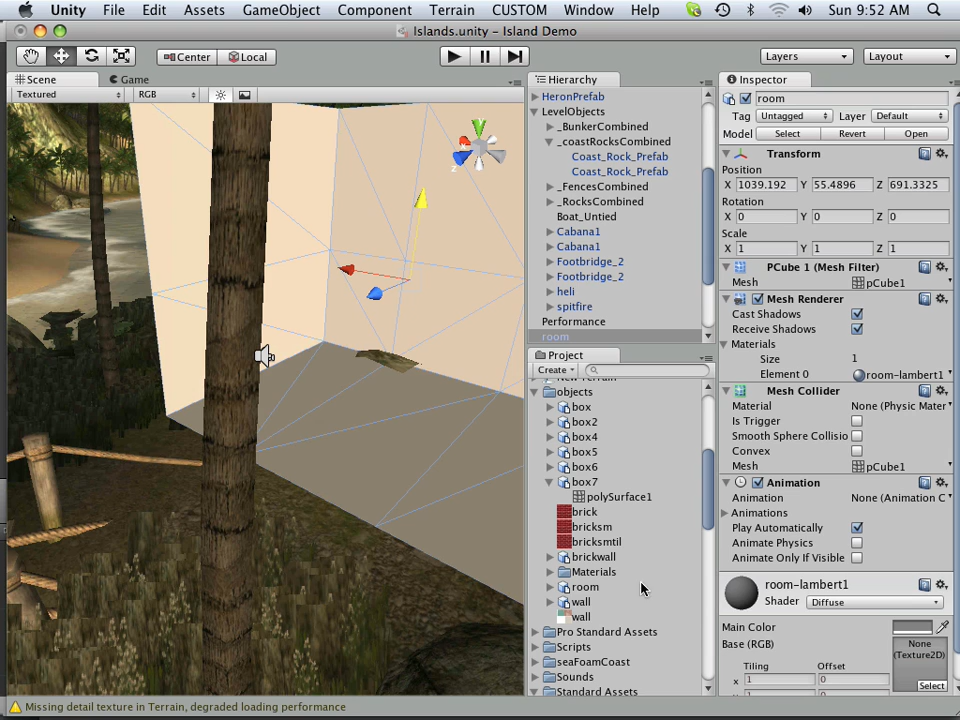 Unity File Edit Assets GameObject Component Terrain CUSTOM Window Help Sun 9:52 AM
Islands.unity – Island Demo
Center Local Layers Layout
Scene Game
Textured RGB
Hierarchy
HeronPrefab
LevelObjects
_BunkerCombined
_coastRocksCombined
Coast_Rock_Prefab
Coast_Rock_Prefab
_FencesCombined
_RocksCombined
Boat_Untied
Cabana1
Cabana1
Footbridge_2
Footbridge_2
heli
spitfire
Performance
room
Project
Create
objects
box
box2
box4
box5
box6
box7
polySurface1
brick
bricksm
bricksmtil
brickwall
Materials
room
wall
wall
Pro Standard Assets
Scripts
seaFoamCoast
Sounds
Standard Assets
Inspector
room
Tag Untagged Layer Default
Model Select Revert Open
Transform
Position
X 1039.192 Y 55.4896 Z 691.3325
Rotation
X 0 Y 0 Z 0
Scale
X 1 Y 1 Z 1
PCube 1 (Mesh Filter)
Mesh pCube1
Mesh Renderer
Cast Shadows
Receive Shadows
Materials
Size 1
Element 0 room-lambert1
Mesh Collider
Material None (Physic Mater
Is Trigger
Smooth Sphere Collisio
Convex
Mesh pCube1
Animation
Animation None (Animation C
Animations
Play Automatically
Animate Physics
Animate Only If Visible
room-lambert1
Shader Diffuse
Main Color
Base (RGB) None
(Texture2D)
Tiling Offset
x 1 0
Select
Missing detail texture in Terrain, degraded loading performance